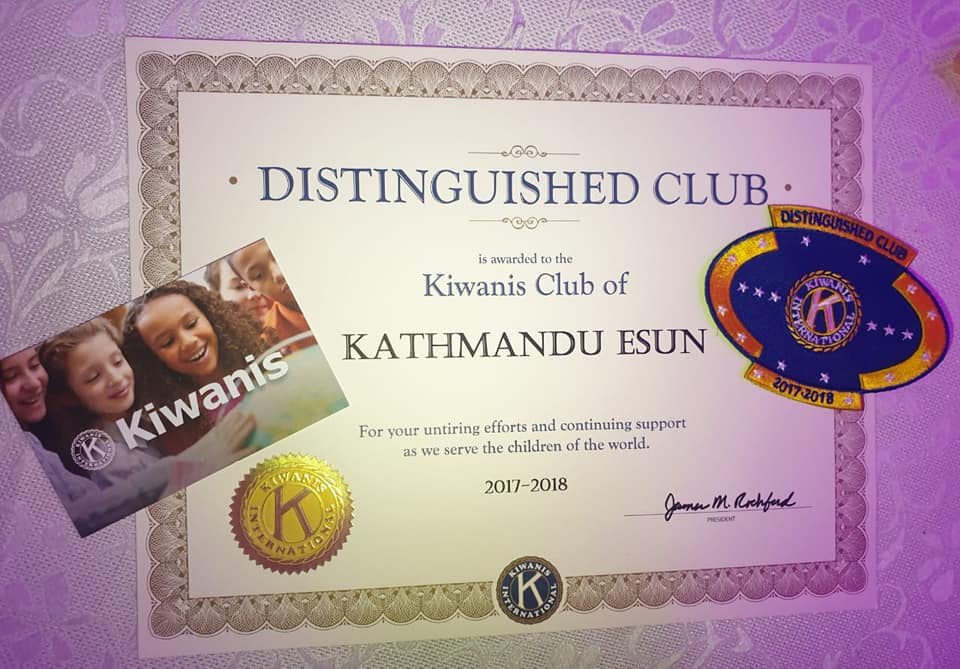 DISTINGUISHED CLUB
is awarded to the
Kiwanis Club of
KATHMANDU ESUN
For your untiring efforts and continuing support
as we serve the children of the world.
2017-2018
James M. Rochford
PRESIDENT
KIWANIS
K
INTERNATIONAL
KIWANIS
K
INTERNATIONAL
Kiwanis
KIWANIS
K
INTERNATIONAL
DISTINGUISHED CLUB
KIWANIS
K
INTERNATIONAL
2017-2018